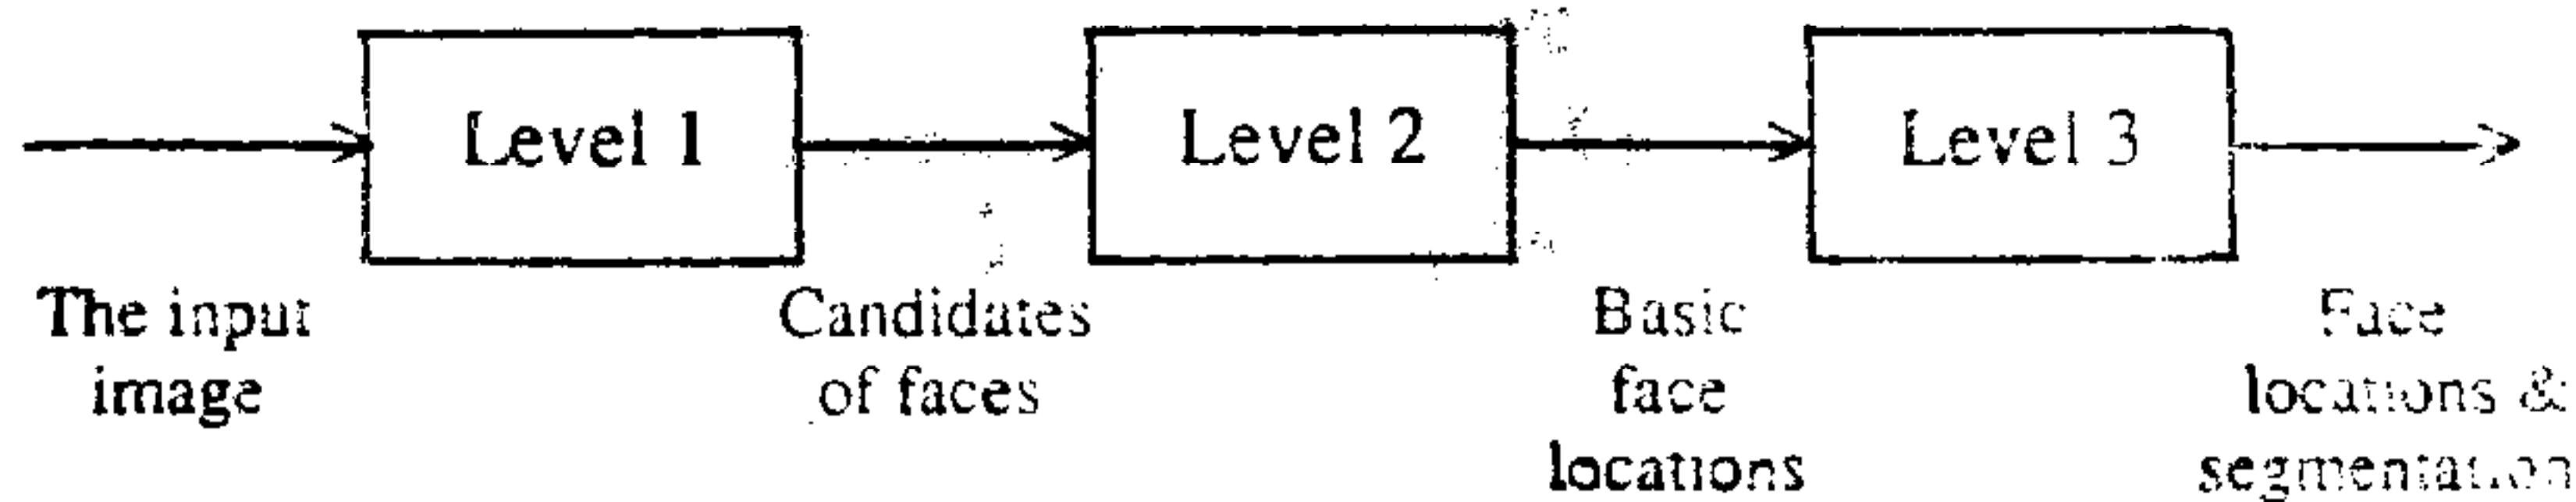 Level 1
Level 2
Level 3
The input
image
Candidates
of faces
Basic
face
locations
Face
locations &
segmentation